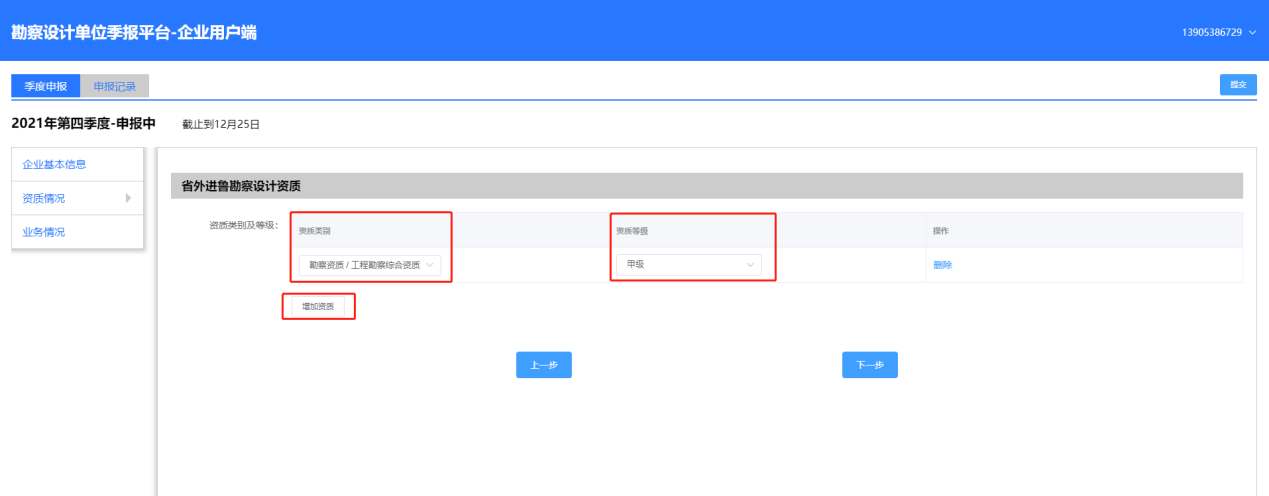 勘察设计单位季报平台-企业用户端
13905386729
季度申报 申报记录 提交
2021年第四季度-申报中 截止到12月25日
企业基本信息
资质情况
业务情况
省外进鲁勘察设计资质
资质类别及等级: 资质类别 资质等级 操作
勘察资质 / 工程勘察综合资质 甲级 删除
增加资质
上一步 下一步